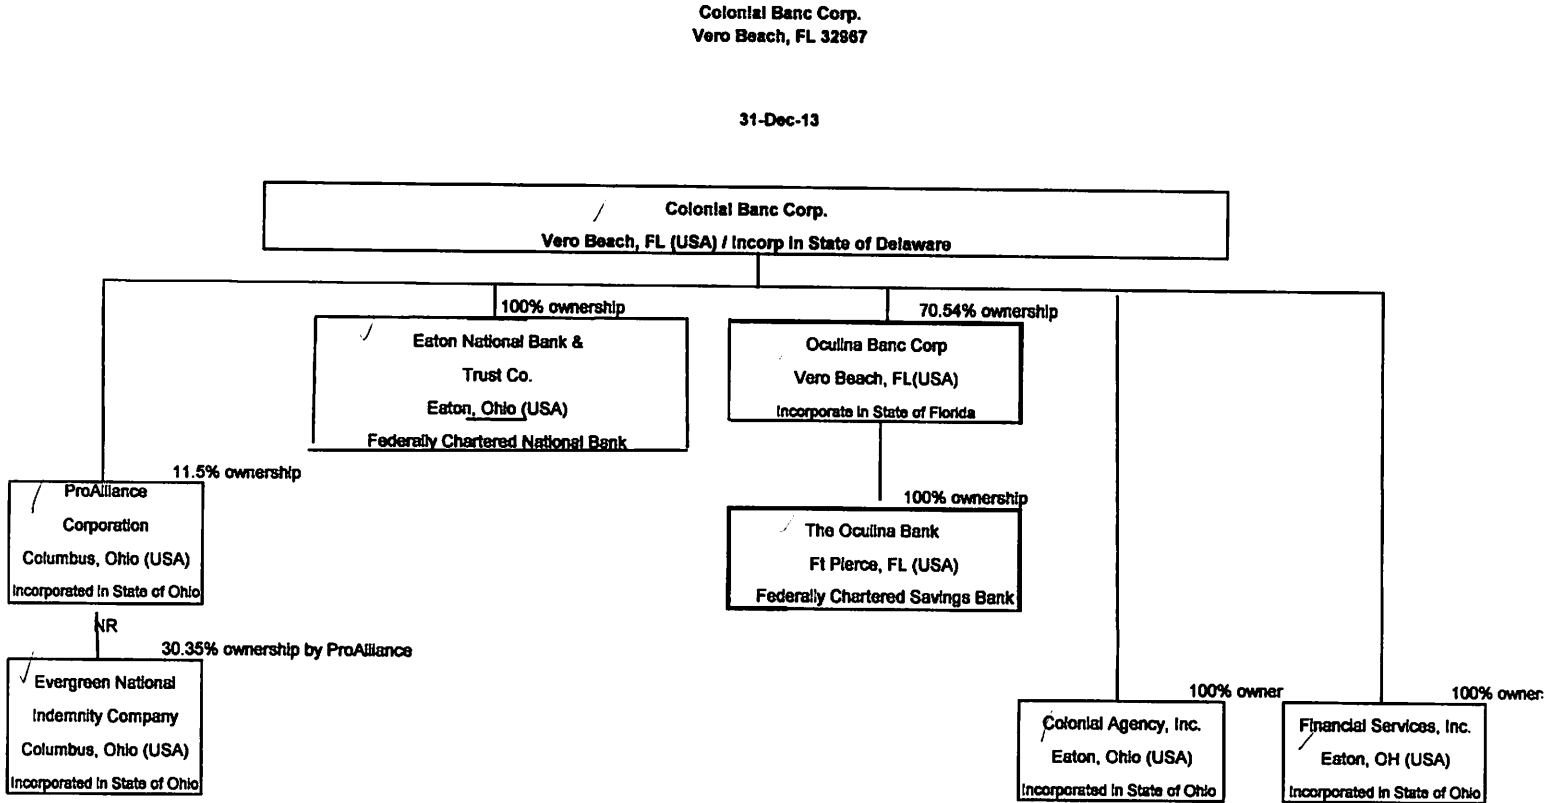 Colonial Banc Corp.
Vero Beach, FL 32967
31-Dec-13
Colonial Banc Corp.
Vero Beach, FL (USA) / Incorp in State of Delaware
100% ownership
Eaton National Bank &
Trust Co.
Eaton, Ohio (USA)
Federally Chartered National Bank
70.54% ownership
Oculina Banc Corp
Vero Beach, FL(USA)
Incorporate in State of Florida
11.5% ownership
ProAlliance
Corporation
Columbus, Ohio (USA)
Incorporated in State of Ohio
100% ownership
The Oculina Bank
Ft Pierce, FL (USA)
Federally Chartered Savings Bank
NR
30.35% ownership by ProAlliance
Evergreen National
Indemnity Company
Columbus, Ohio (USA)
Incorporated in State of Ohio
100% owner
Colonial Agency, Inc.
Eaton, Ohio (USA)
Incorporated in State of Ohio
100% owner
Financial Services, Inc.
Eaton, OH (USA)
Incorporated in State of Ohio